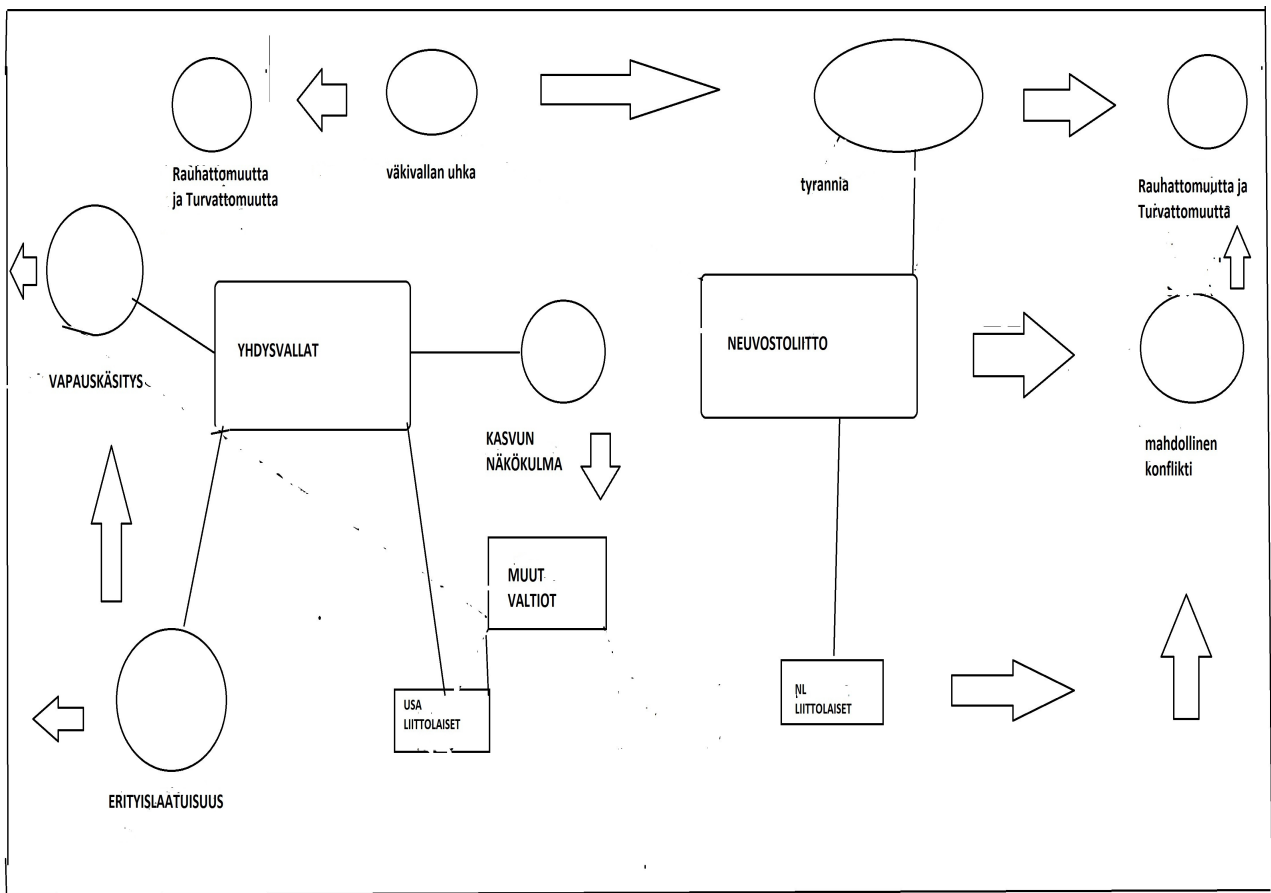 Rauhattomuutta
ja Turvattomuutta
väkivallan uhka
tyrannia
Rauhattomuutta ja
Turvattomuutta
VAPAUSKÄSITYS
YHDYSVALLAT
KASVUN
NÄKÖKULMA
NEUVOSTOLIITTO
mahdollinen
konflikti
MUUT
VALTIOT
USA
LIITTOLAISET
NL
LIITTOLAISET
ERITYISLAATUISUUS